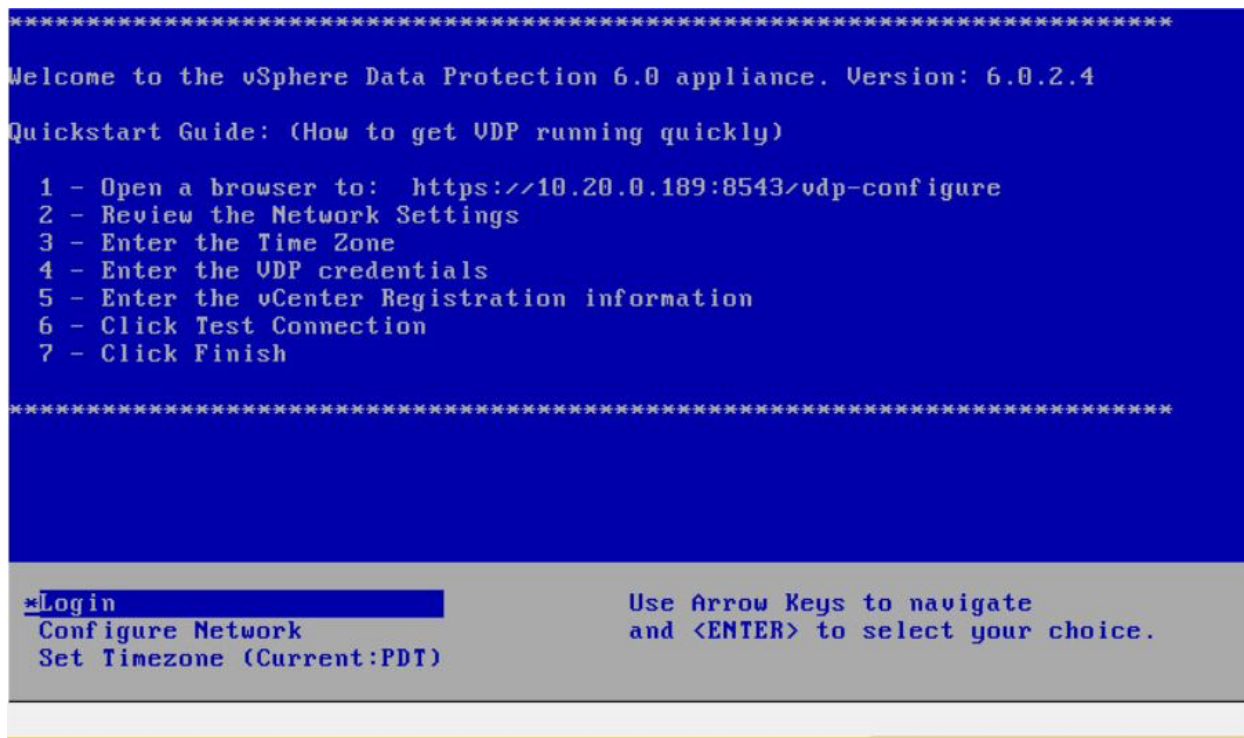 ***************************************************************************
Welcome to the vSphere Data Protection 6.0 appliance. Version: 6.0.2.4
Quickstart Guide: (How to get VDP running quickly)
1 - Open a browser to:  https://10.20.0.189:8543/vdp-configure
2 - Review the Network Settings
3 - Enter the Time Zone
4 - Enter the VDP credentials
5 - Enter the vCenter Registration information
6 - Click Test Connection
7 - Click Finish
***************************************************************************
*Login
Configure Network
Set Timezone (Current:PDT)
Use Arrow Keys to navigate
and <ENTER> to select your choice.